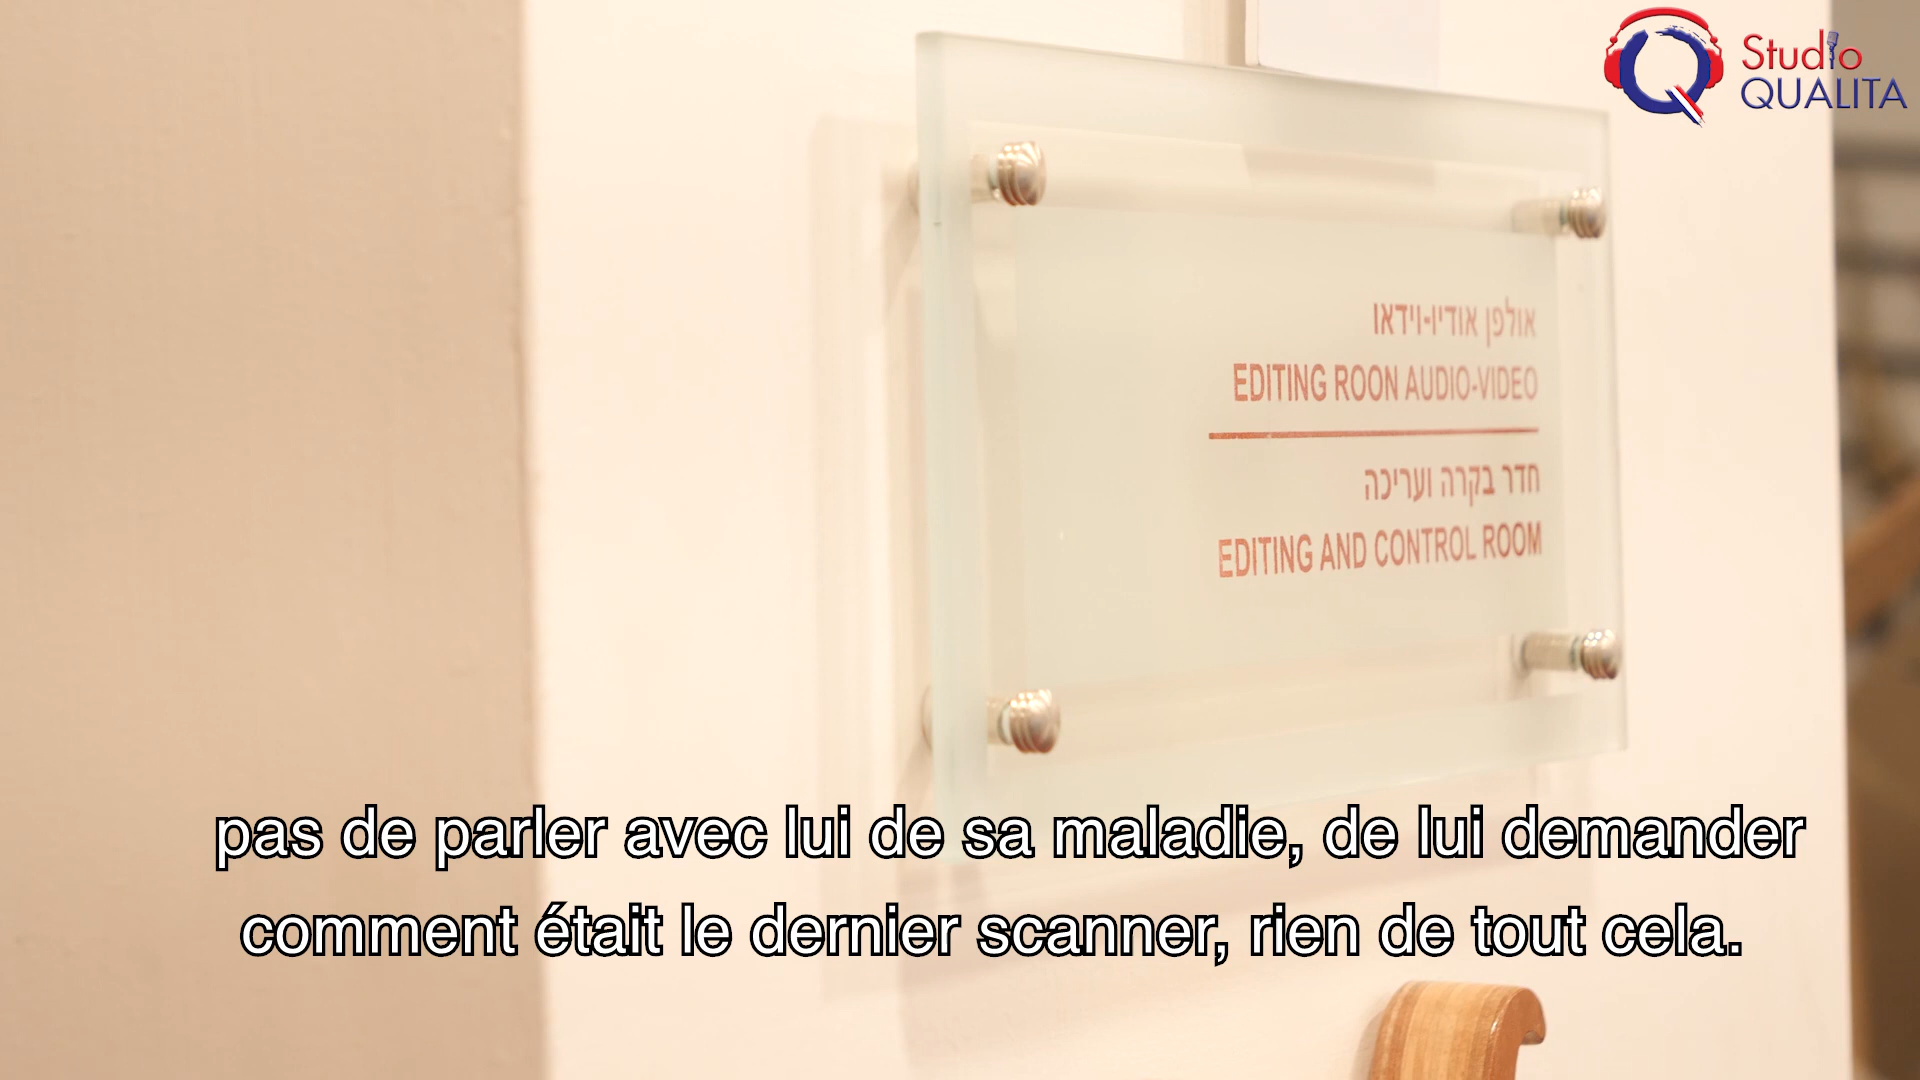 Studio
QUALITA
אולפן אודיו-וידאו
EDITING ROON AUDIO-VIDEO
חדר בקרה ועריכה
EDITING AND CONTROL ROOM
pas de parler avec lui de sa maladie, de lui demander
comment était le dernier scanner, rien de tout cela.